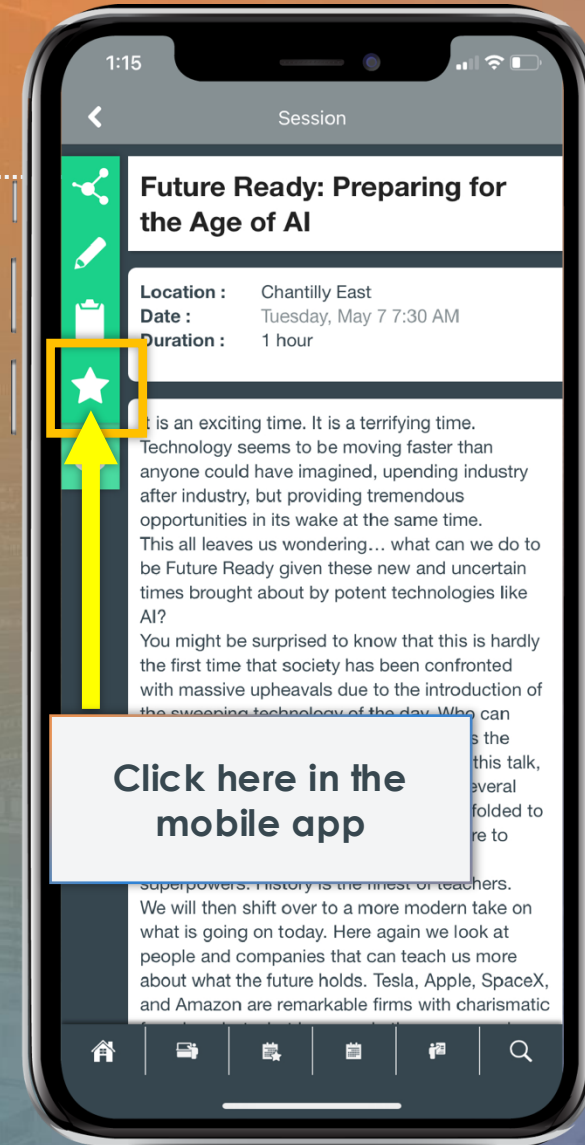 1:15
Session
Future Ready: Preparing for
the Age of AI
Location : Chantilly East
Date : Tuesday, May 7 7:30 AM
Duration : 1 hour
It is an exciting time. It is a terrifying time.
Technology seems to be moving faster than
anyone could have imagined, upending industry
after industry, but providing tremendous
opportunities in its wake at the same time.
This all leaves us wondering… what can we do to
be Future Ready given these new and uncertain
times brought about by potent technologies like
AI?
You might be surprised to know that this is hardly
the first time that society has been confronted
with massive upheavals due to the introduction of
the sweeping technology of the day. Who can
the
this talk,
several
folded to
to
Click here in the
mobile app
superpowers. History is the finest of teachers.
We will then shift over to a more modern take on
what is going on today. Here again we look at
people and companies that can teach us more
about what the future holds. Tesla, Apple, SpaceX,
and Amazon are remarkable firms with charismatic